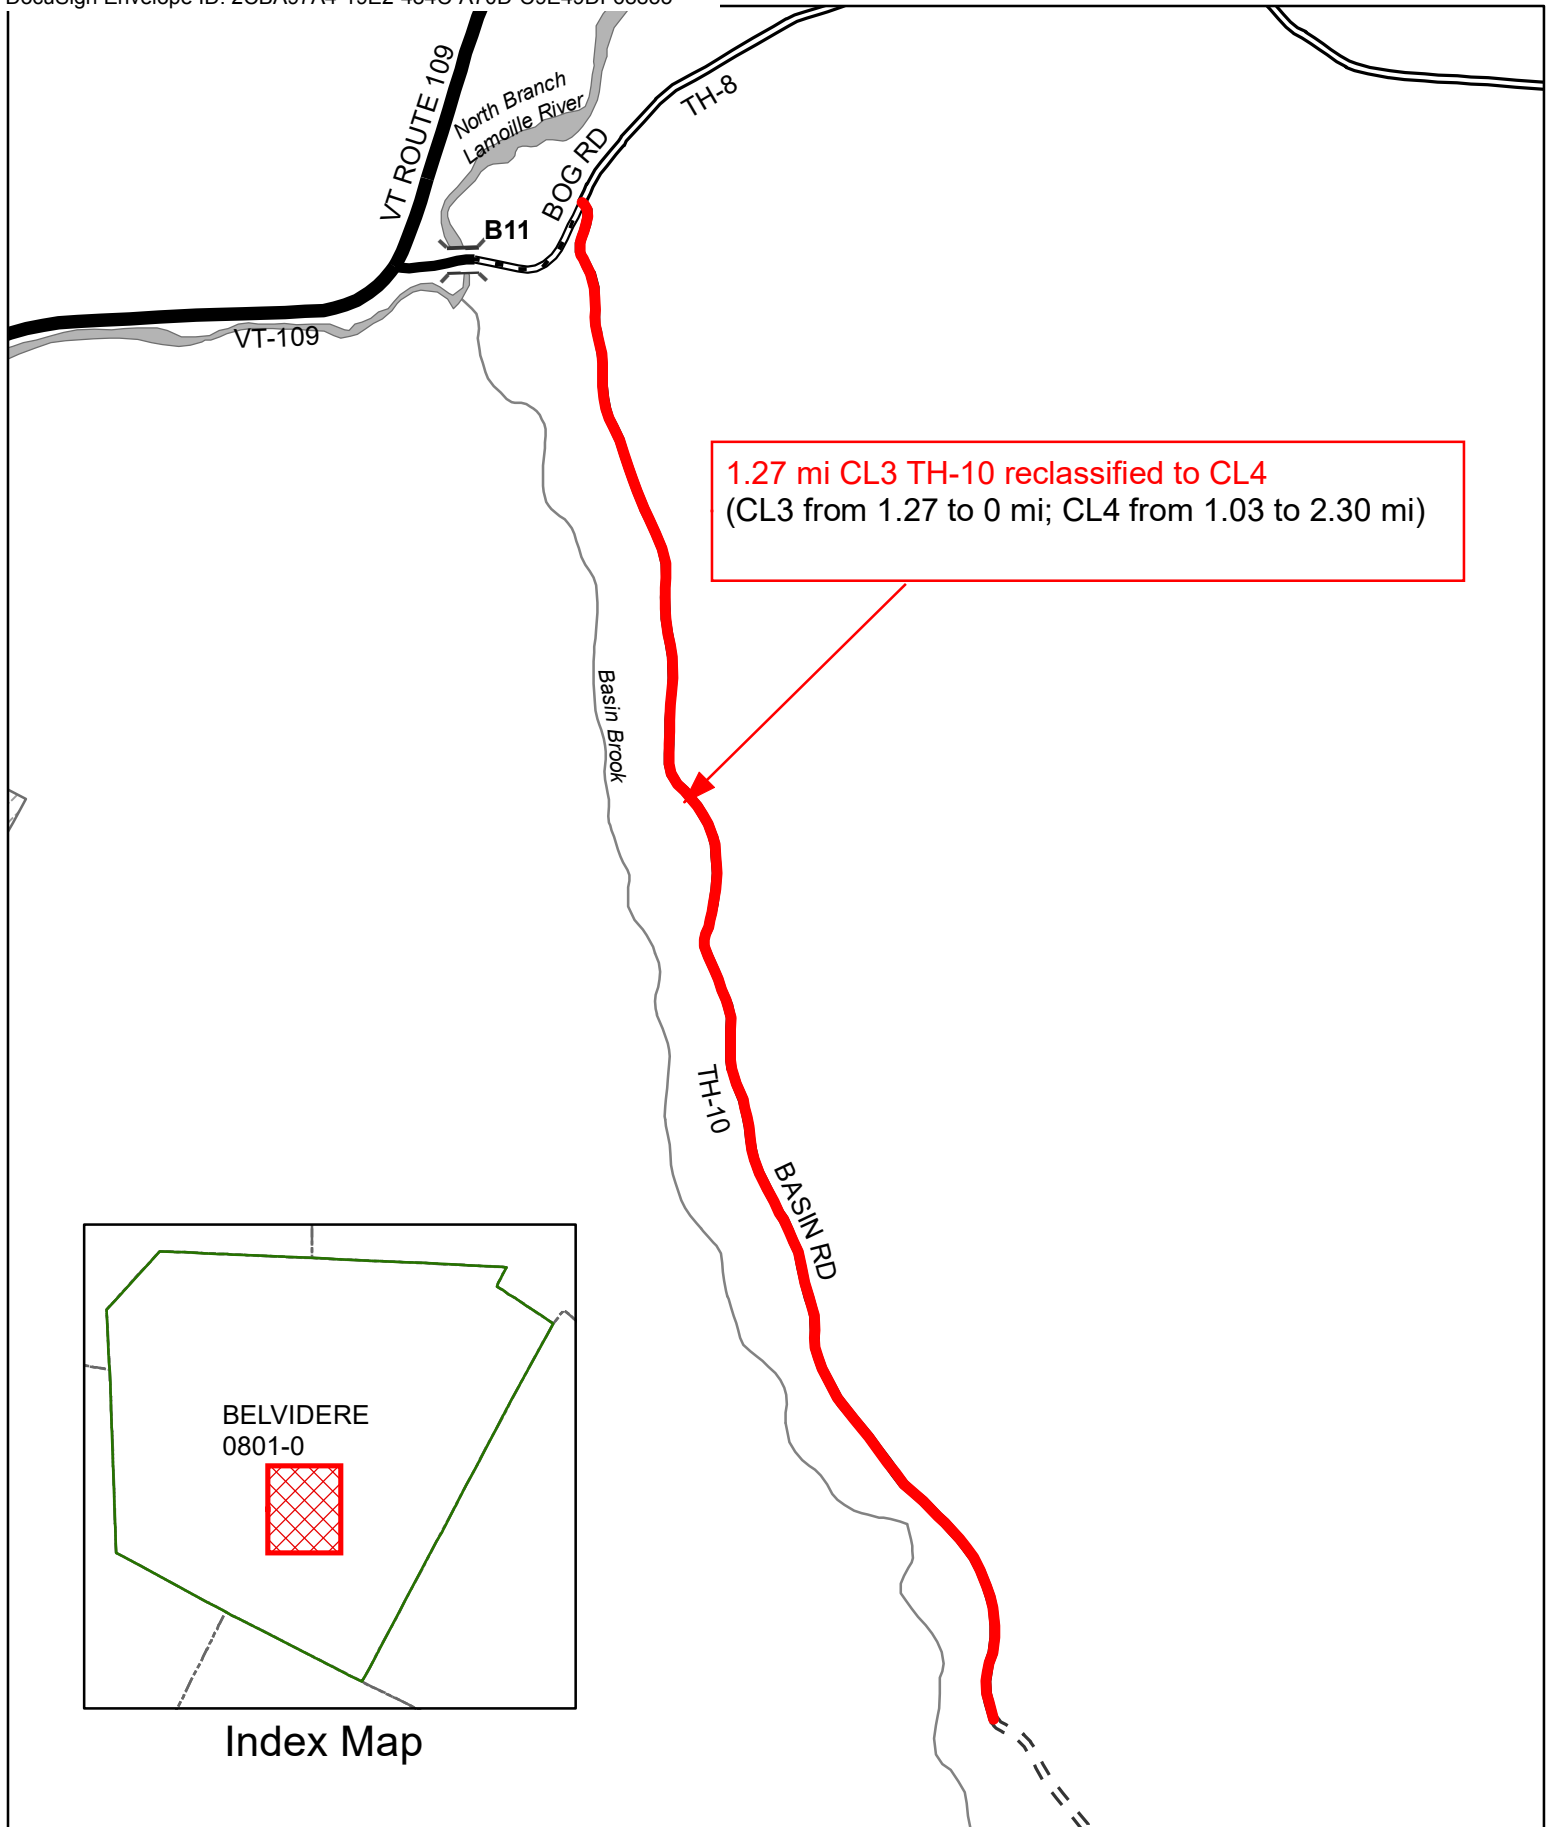 VT ROUTE 109
North Branch
Lamoille River
TH-8
BOG RD
B11
VT-109
1.27 mi CL3 TH-10 reclassified to CL4
(CL3 from 1.27 to 0 mi; CL4 from 1.03 to 2.30 mi)
Basin Brook
TH-10
BASIN RD
BELVIDERE
0801-0
Index Map